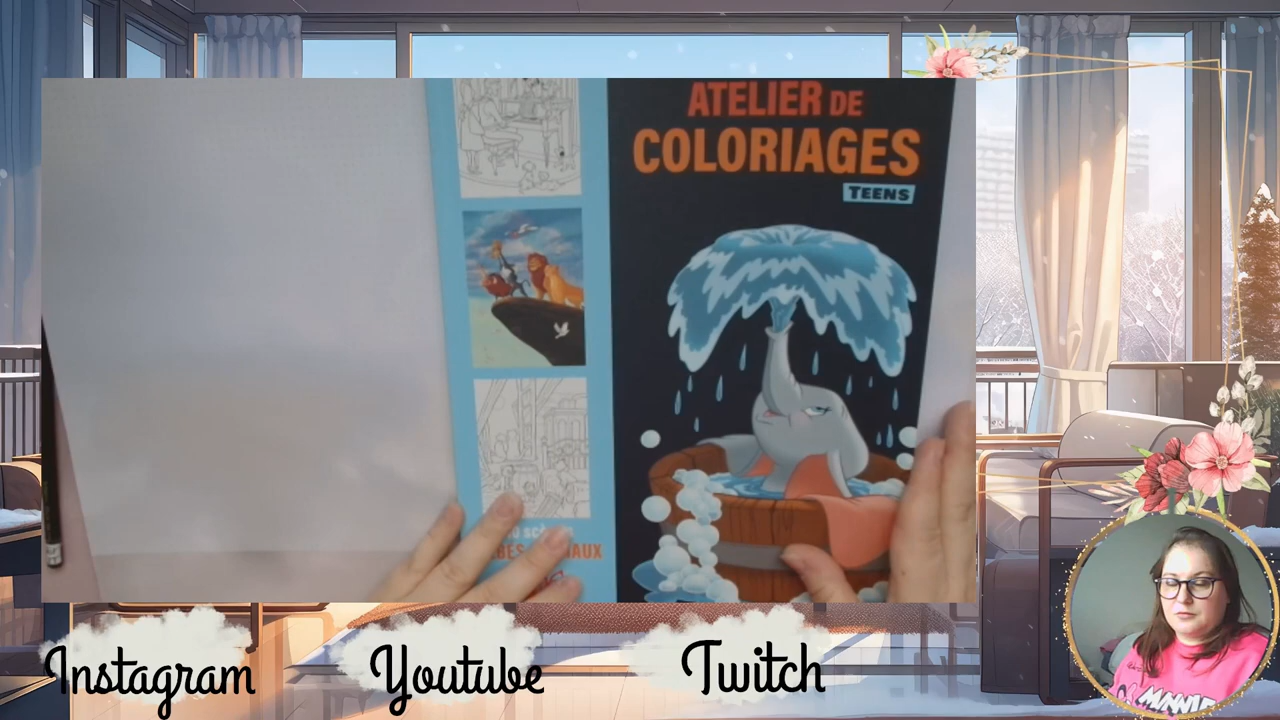 ATELIER DE
COLORIAGES
TEENS
Instagram
Youtube
Twitch